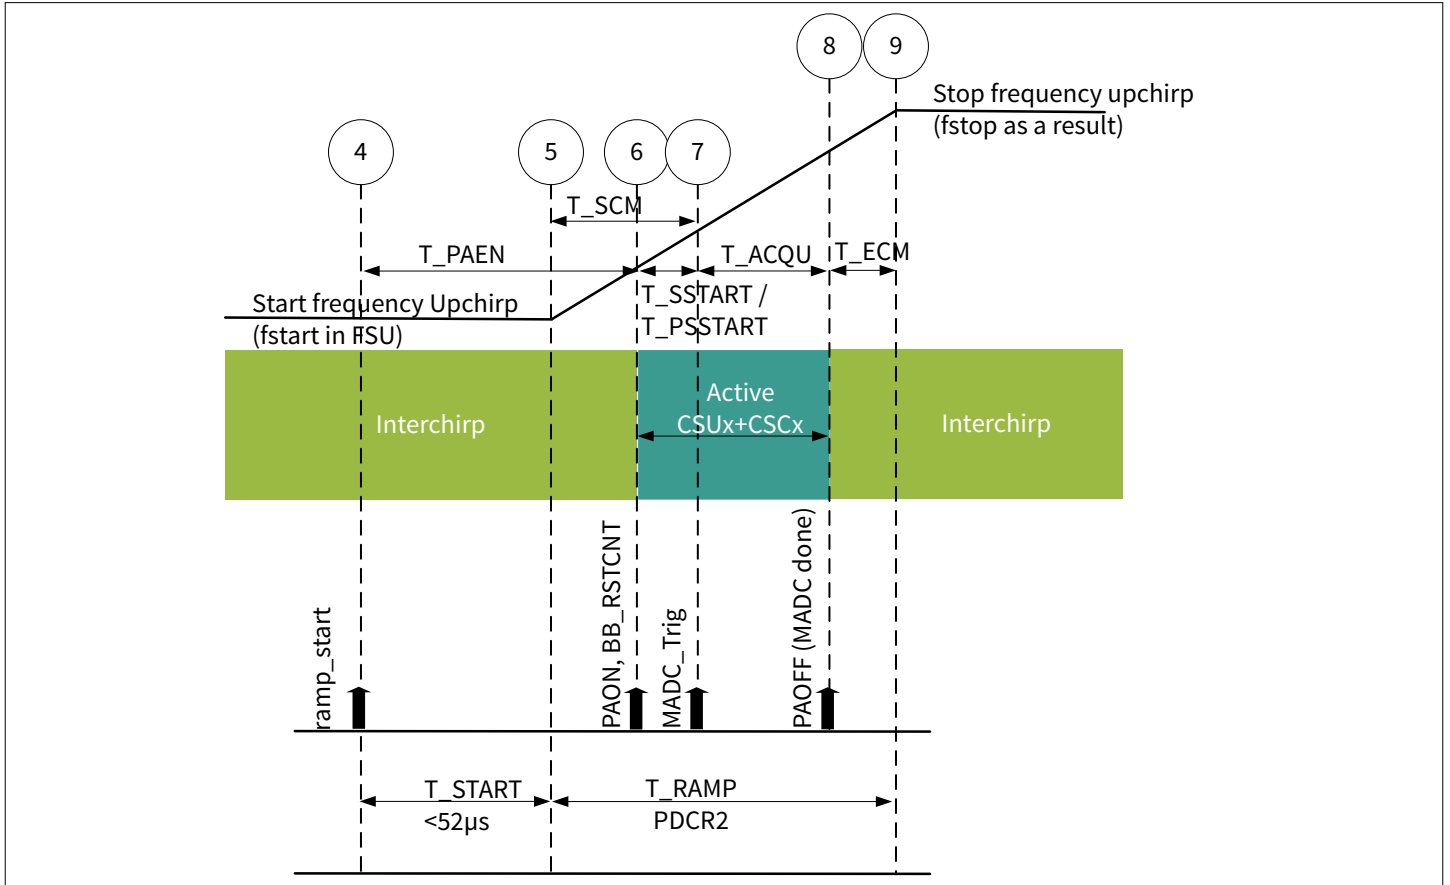 8
9
Stop frequency upchirp
(fstop as a result)
4
5
6
7
T_SCM
T_PAEN
T_ACQU
T_ECM
Start frequency Upchirp
(fstart in FSU)
T_SSTART /
T_PSSTART
Interchirp
Active
CSUx+CSCx
Interchirp
ramp_start
PAON, BB_RSTCNT
MADC_Trig
PAOFF (MADC done)
T_START
<52µs
T_RAMP
PDCR2